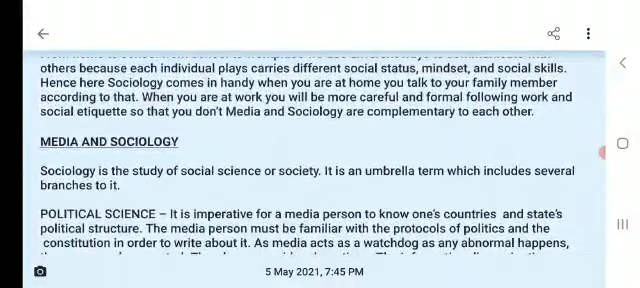 others because each individual plays carries different social status, mindset, and social skills.
Hence here Sociology comes in handy when you are at home you talk to your family member
according to that. When you are at work you will be more careful and formal following work and
social etiquette so that you don't Media and Sociology are complementary to each other.
MEDIA AND SOCIOLOGY
Sociology is the study of social science or society. It is an umbrella term which includes several
branches to it.
POLITICAL SCIENCE – It is imperative for a media person to know one's countries and state's
political structure. The media person must be familiar with the protocols of politics and the
constitution in order to write about it. As media acts as a watchdog as any abnormal happens,
5 May 2021, 7:45 PM